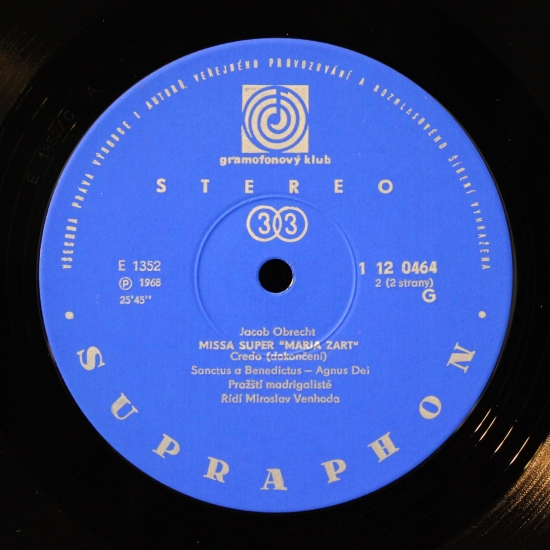 VŠECHNA PRÁVA VÝROBCE I AUTORŮ, VEŘEJNÉHO PROVOZOVÁNÍ A ROZHLASOVÉHO ŠÍŘENÍ VYHRAZENA
gramofonový klub
STEREO
33
E 1352
℗ 1968
25'45''
1 12 0464
2 (2 strany)
G
Jacob Obrecht
MISSA SUPER "MARIA ZART"
Credo (dokončení)
Sanctus a Benedictus – Agnus Dei
Pražští madrigalisté
Řídí Miroslav Venhoda
• SUPRAPHON •